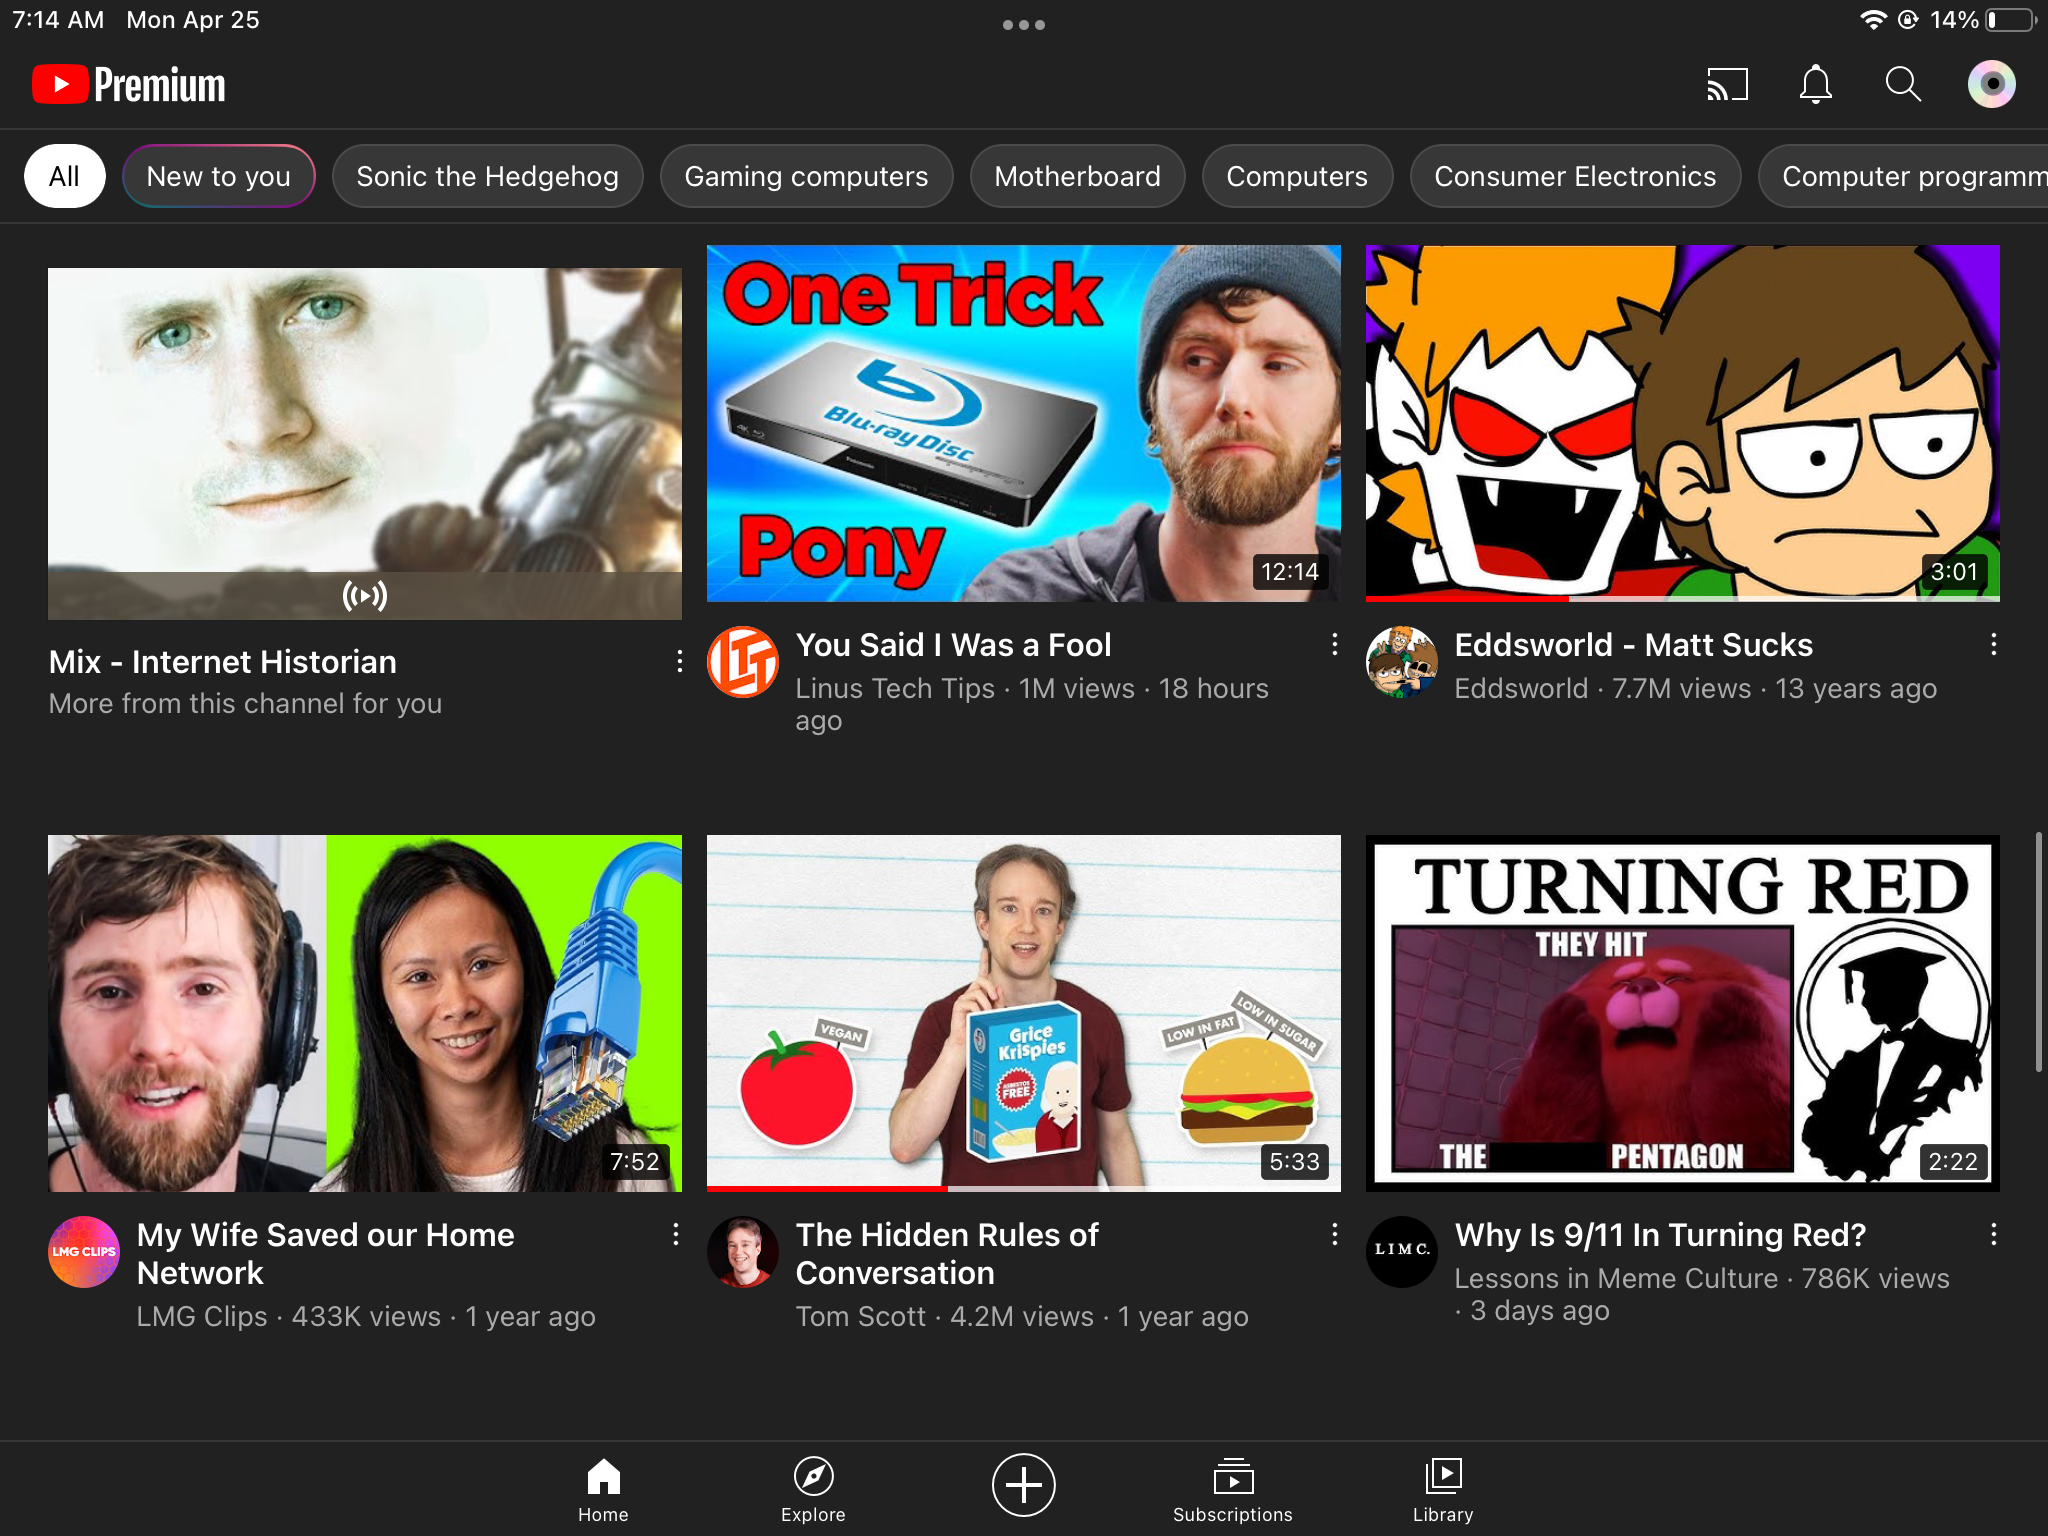 7:14 AM Mon Apr 25
14%
Premium
All
New to you
Sonic the Hedgehog
Gaming computers
Motherboard
Computers
Consumer Electronics
Computer programm
One Trick
Blu-ray Disc
4K
Panasonic
Pony
12:14
3:01
Mix - Internet Historian
More from this channel for you
LTT
You Said I Was a Fool
Linus Tech Tips · 1M views · 18 hours
ago
Eddsworld - Matt Sucks
Eddsworld · 7.7M views · 13 years ago
7:52
VEGAN
Grice
Krispies
ASBESTOS
FREE
LOW IN FAT
LOW IN SUGAR
5:33
TURNING RED
THEY HIT
THE PENTAGON
2:22
LMG CLIPS
My Wife Saved our Home
Network
LMG Clips · 433K views · 1 year ago
The Hidden Rules of
Conversation
Tom Scott · 4.2M views · 1 year ago
LIMC.
Why Is 9/11 In Turning Red?
Lessons in Meme Culture · 786K views
· 3 days ago
Home
Explore
Subscriptions
Library